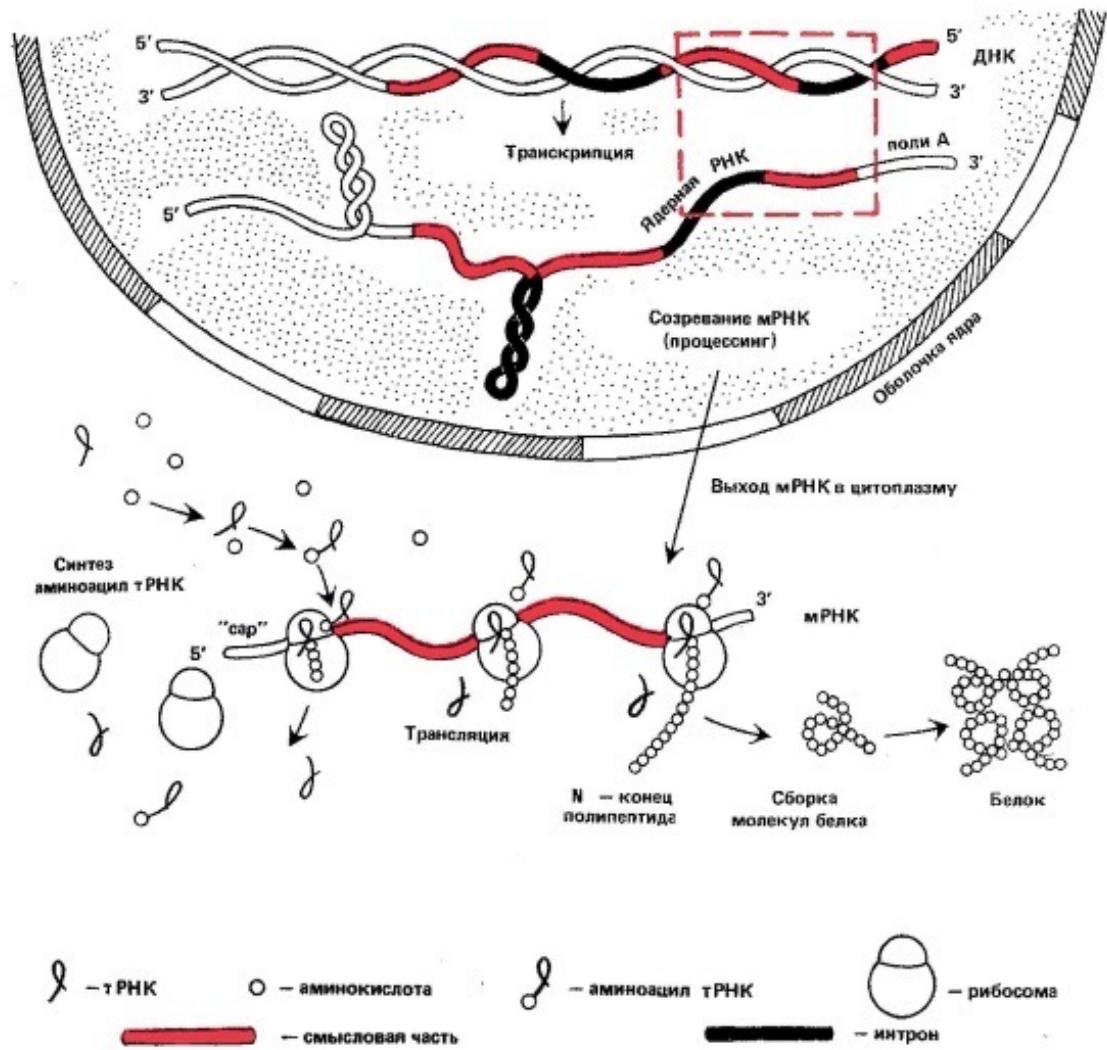 5'
3'
5'
ДНК
3'
Транскрипция
5'
Ядерная РНК
поли А
3'
Созревание мРНК
(процессинг)
Оболочка ядра
Выход мРНК в цитоплазму
Синтез
аминоацил тРНК
"cap"
5'
3'
мРНК
Трансляция
N – конец
полипептида
Сборка
молекул белка
Белок
– тРНК
– аминокислота
– аминоацил тРНК
– рибосома
– смысловая часть
– интрон